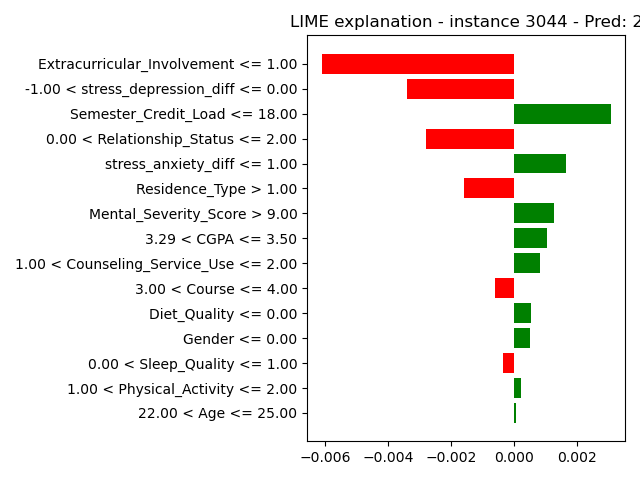 LIME explanation - instance 3044 - Pred: 2
Extracurricular_Involvement <= 1.00
-1.00 < stress_depression_diff <= 0.00
Semester_Credit_Load <= 18.00
0.00 < Relationship_Status <= 2.00
stress_anxiety_diff <= 1.00
Residence_Type > 1.00
Mental_Severity_Score > 9.00
3.29 < CGPA <= 3.50
1.00 < Counseling_Service_Use <= 2.00
3.00 < Course <= 4.00
Diet_Quality <= 0.00
Gender <= 0.00
0.00 < Sleep_Quality <= 1.00
1.00 < Physical_Activity <= 2.00
22.00 < Age <= 25.00
−0.006 −0.004 −0.002 0.000 0.002